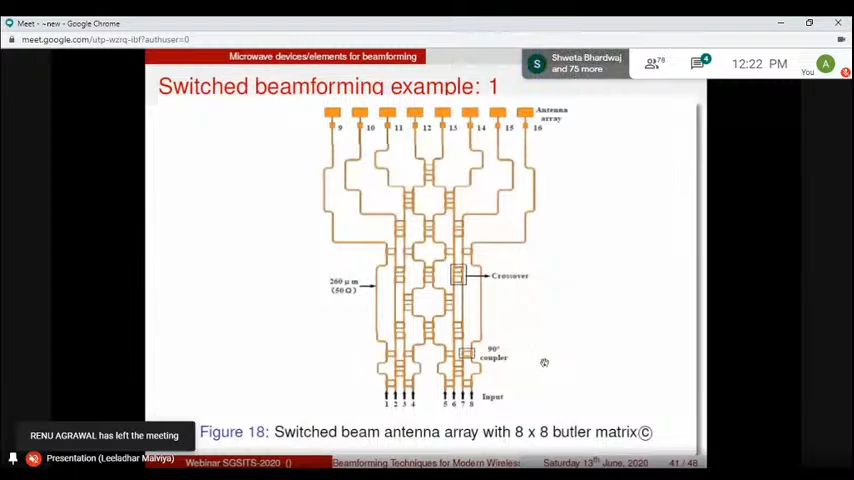 Meet - ~new - Google Chrome
meet.google.com/utp-wzrq-ibf?authuser=0
Microwave devices/elements for beamforming
S Shweta Bhardwaj and 75 more
78
4
12:22 PM
You
A
Switched beamforming example: 1
Antenna array
9 10 11 12 13 14 15 16
Crossover
260 μm
(50Ω)
90°
coupler
1 2 3 4 5 6 7 8
Input
RENU AGRAWAL has left the meeting
Figure 18: Switched beam antenna array with 8 x 8 butler matrix©
Presentation (Leeladhar Malviya)
Webinar SGSITS-2020 ()
Beamforming Techniques for Modern Wireless
Saturday 13th June, 2020
41 / 48